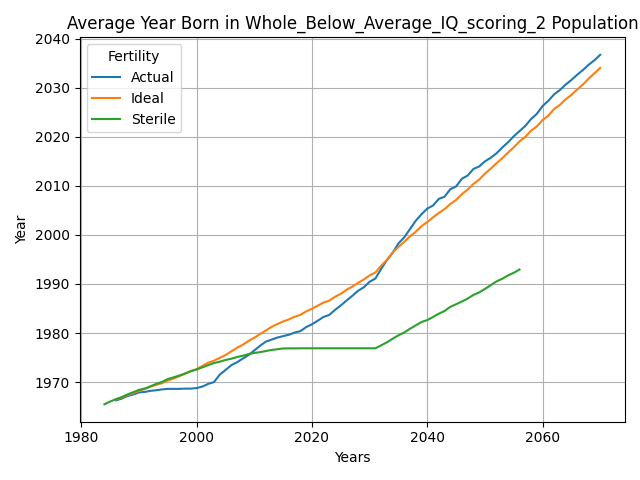 Average Year Born in Whole_Below_Average_IQ_scoring_2 Population
2040
2030
2020
2010
2000
1990
1980
1970
Year
Fertility
Actual
Ideal
Sterile
1980
2000
2020
2040
2060
Years